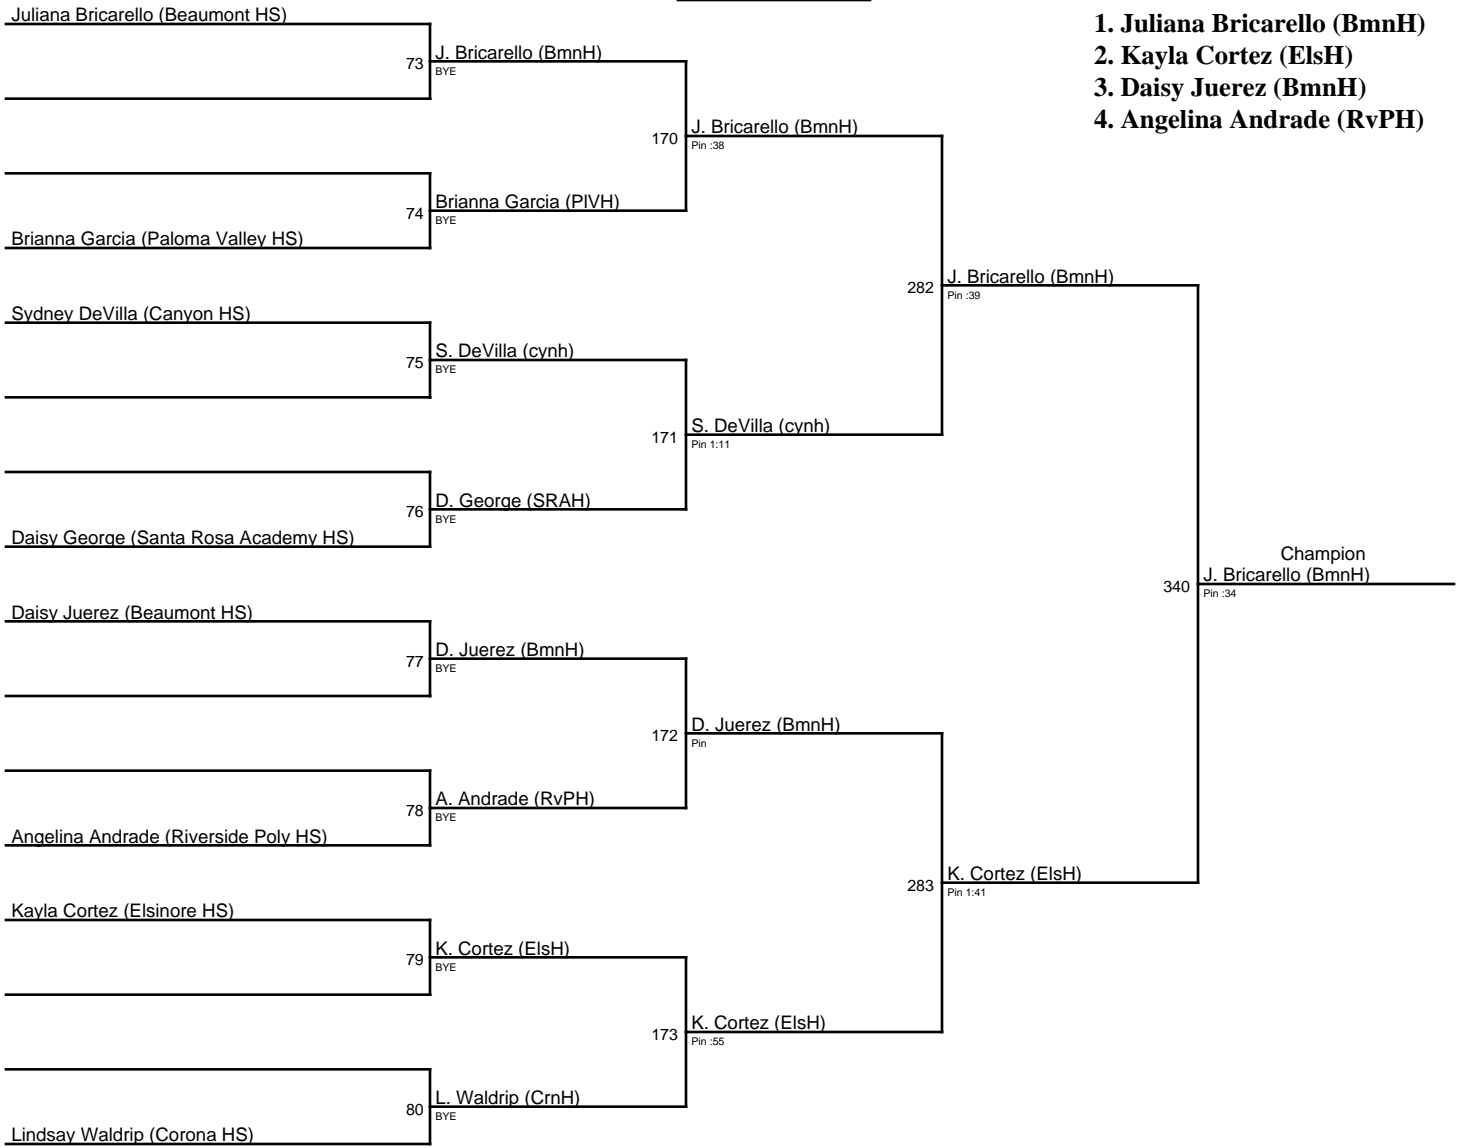 Juliana Bricarello (Beaumont HS)
73
J. Bricarello (BmnH)
BYE
170
J. Bricarello (BmnH)
Pin :38
74
Brianna Garcia (PlVH)
BYE
Brianna Garcia (Paloma Valley HS)
282
J. Bricarello (BmnH)
Pin :39
Sydney DeVilla (Canyon HS)
75
S. DeVilla (cynh)
BYE
171
S. DeVilla (cynh)
Pin 1:11
76
D. George (SRAH)
BYE
Daisy George (Santa Rosa Academy HS)
Champion
340
J. Bricarello (BmnH)
Pin :34
Daisy Juerez (Beaumont HS)
77
D. Juerez (BmnH)
BYE
172
D. Juerez (BmnH)
Pin
78
A. Andrade (RvPH)
BYE
Angelina Andrade (Riverside Poly HS)
283
K. Cortez (ElsH)
Pin 1:41
Kayla Cortez (Elsinore HS)
79
K. Cortez (ElsH)
BYE
173
K. Cortez (ElsH)
Pin :55
80
L. Waldrip (CrnH)
BYE
Lindsay Waldrip (Corona HS)
1. Juliana Bricarello (BmnH)
2. Kayla Cortez (ElsH)
3. Daisy Juerez (BmnH)
4. Angelina Andrade (RvPH)